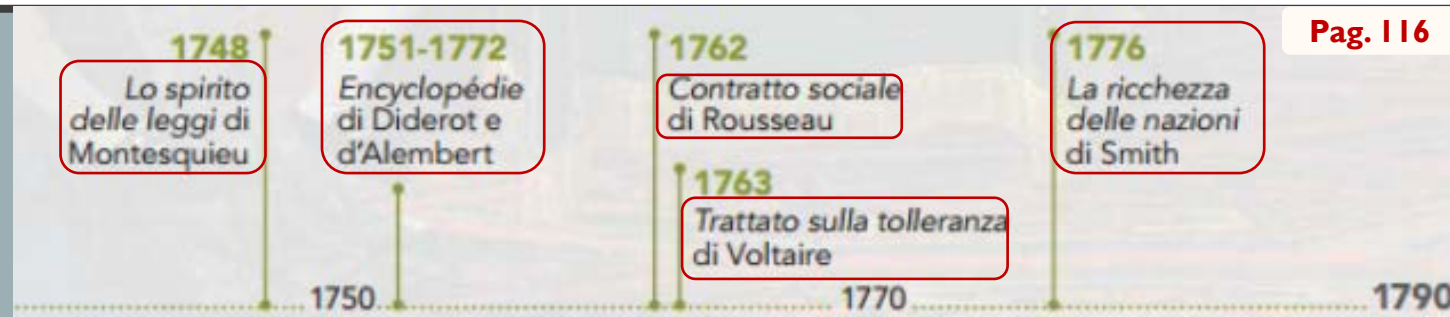 Pag. 116
1748
Lo spirito
delle leggi di
Montesquieu
1751-1772
Encyclopédie
di Diderot e
d'Alembert
1762
Contratto sociale
di Rousseau
1763
Trattato sulla tolleranza
di Voltaire
1776
La ricchezza
delle nazioni
di Smith
1750
1770
1790